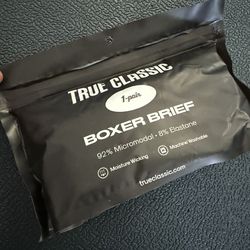 TRUE CLASSIC
1-pair
BOXER BRIEF
92% Micromodal - 8% Elastane
Moisture Wicking
Machine Washable
trueclassic.com